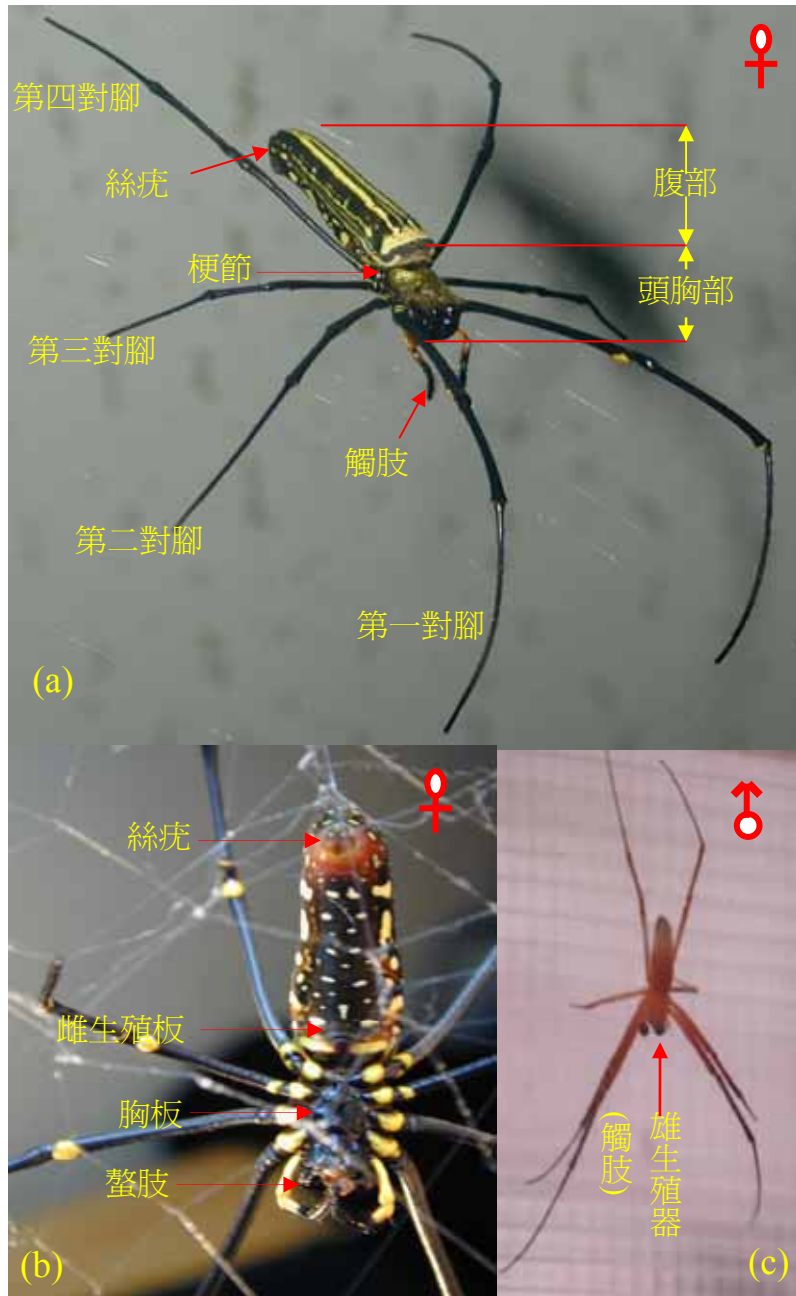 第四對腳
絲疣
腹部
梗節
頭胸部
第三對腳
觸肢
第二對腳
第一對腳
(a)
絲疣
雌生殖板
胸板
螯肢
(b)
雄生殖器
(觸肢)
(c)